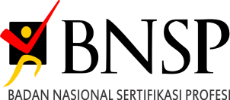 BNSP
BADAN NASIONAL SERTIFIKASI PROFESI